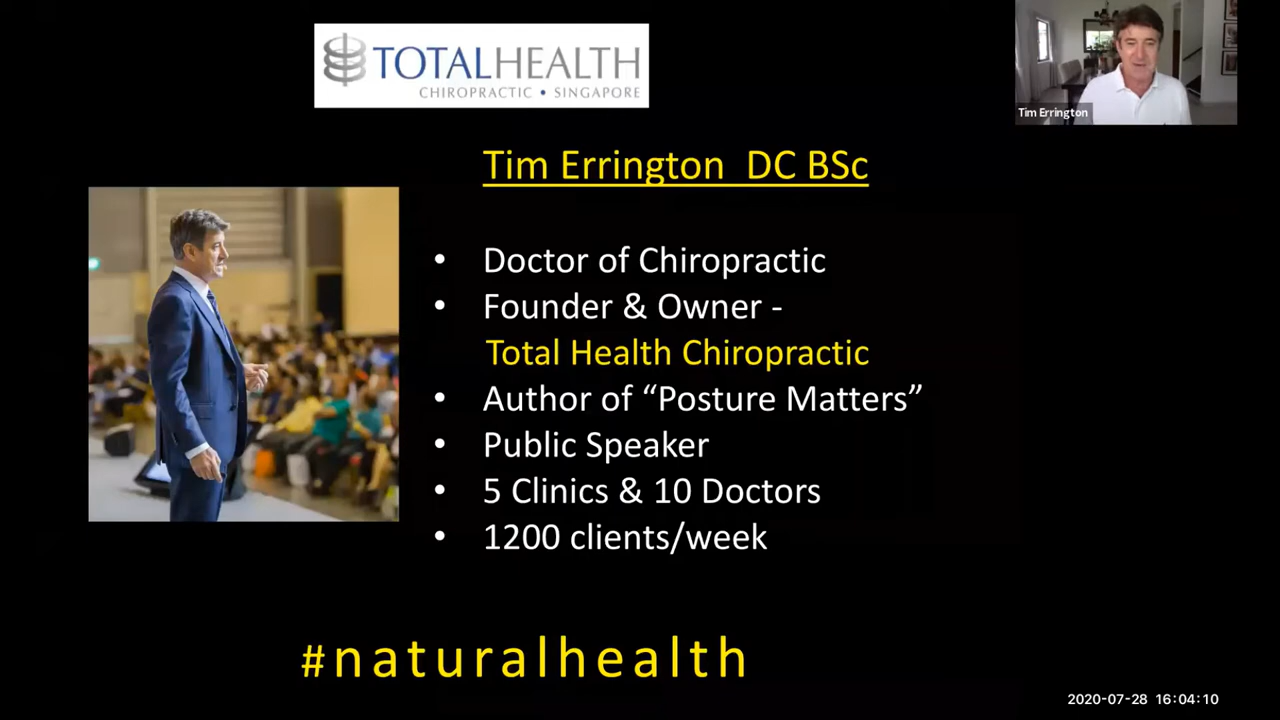 TOTALHEALTH
CHIROPRACTIC • SINGAPORE
Tim Errington
Tim Errington DC BSc
• Doctor of Chiropractic
• Founder & Owner -
Total Health Chiropractic
• Author of “Posture Matters”
• Public Speaker
• 5 Clinics & 10 Doctors
• 1200 clients/week
#naturalhealth
2020-07-28 16:04:10